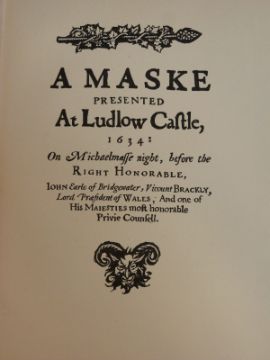 A MASKE
PRESENTED
At Ludlow Caſtle,
1634:
On Michaelmaſſe night, before the
RIGHT HONORABLE,
IOHN Earle of Bridgewater, Vicount BRACKLY,
Lord Præſident of WALES, And one of
His MAIESTIES moſt honorable
Privie Counſell.